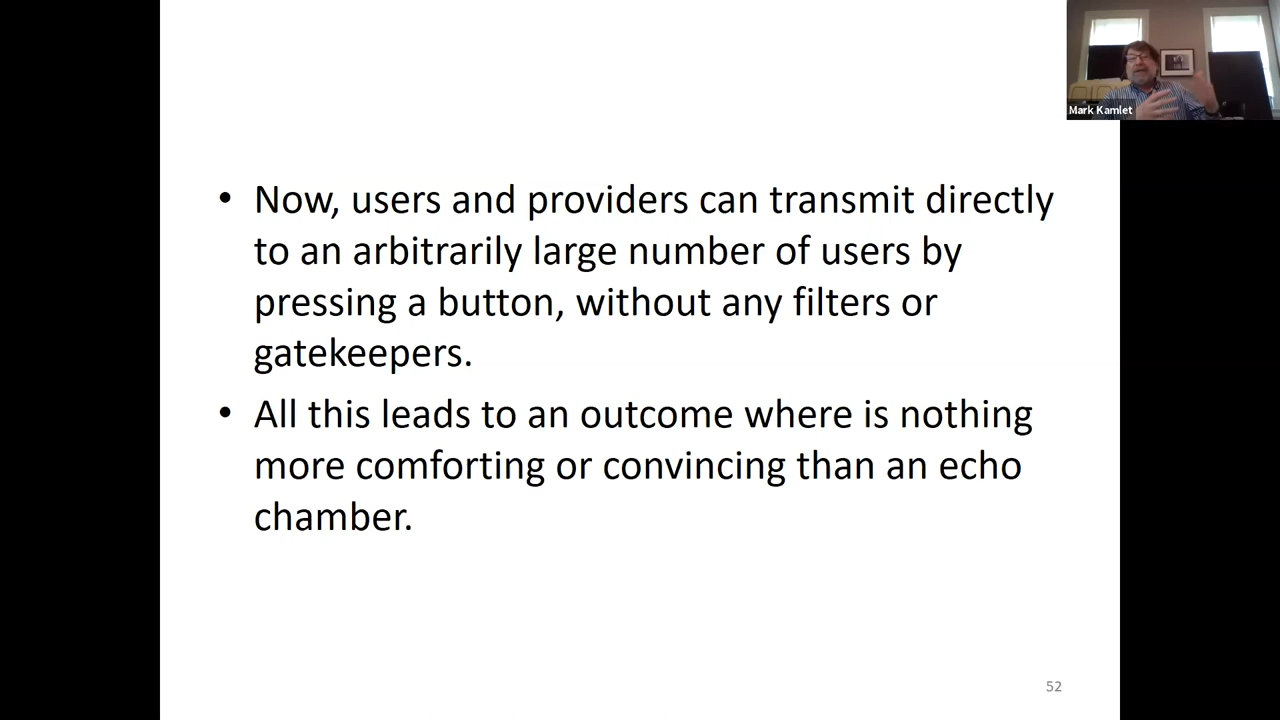 Mark Kamlet
• Now, users and providers can transmit directly
to an arbitrarily large number of users by
pressing a button, without any filters or
gatekeepers.
• All this leads to an outcome where is nothing
more comforting or convincing than an echo
chamber.
52